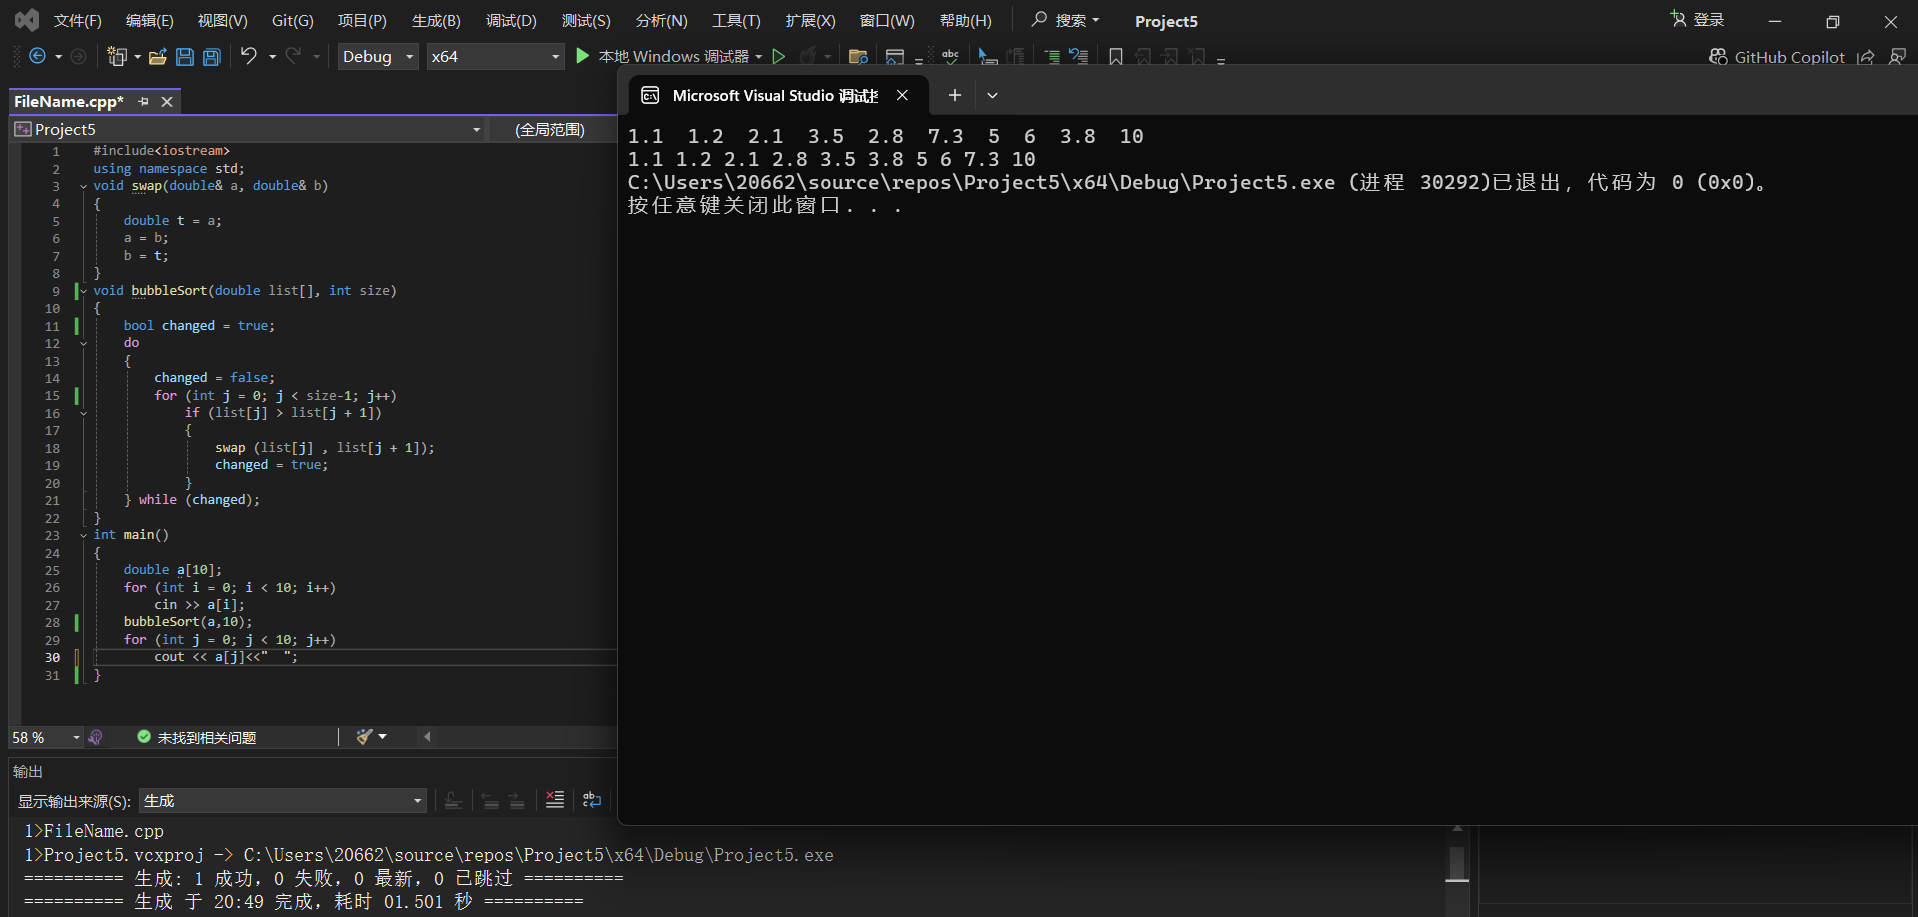 文件(F) 编辑(E) 视图(V) Git(G) 项目(P) 生成(B) 调试(D) 测试(S) 分析(N) 工具(T) 扩展(X) 窗口(W) 帮助(H) 搜索 Project5 登录
Debug x64 本地 Windows 调试器 GitHub Copilot
FileName.cpp*
Project5 (全局范围)
1 #include<iostream>
2 using namespace std;
3 void swap(double& a, double& b)
4 {
5 double t = a;
6 a = b;
7 b = t;
8 }
9 void bubbleSort(double list[], int size)
10 {
11 bool changed = true;
12 do
13 {
14 changed = false;
15 for (int j = 0; j < size-1; j++)
16 if (list[j] > list[j + 1])
17 {
18 swap (list[j] , list[j + 1]);
19 changed = true;
20 }
21 } while (changed);
22 }
23 int main()
24 {
25 double a[10];
26 for (int i = 0; i < 10; i++)
27 cin >> a[i];
28 bubbleSort(a,10);
29 for (int j = 0; j < 10; j++)
30 cout << a[j]<<"  ";
31 }
58 % 未找到相关问题
Microsoft Visual Studio 调试控
1.1  1.2  2.1  3.5  2.8  7.3  5  6  3.8  10
1.1 1.2 2.1 2.8 3.5 3.8 5 6 7.3 10
C:\Users\20662\source\repos\Project5\x64\Debug\Project5.exe (进程 30292)已退出，代码为 0 (0x0)。
按任意键关闭此窗口. . .
输出
显示输出来源(S): 生成
1>FileName.cpp
1>Project5.vcxproj -> C:\Users\20662\source\repos\Project5\x64\Debug\Project5.exe
========== 生成: 1 成功，0 失败，0 最新，0 已跳过 ==========
========== 生成 于 20:49 完成，耗时 01.501 秒 ==========